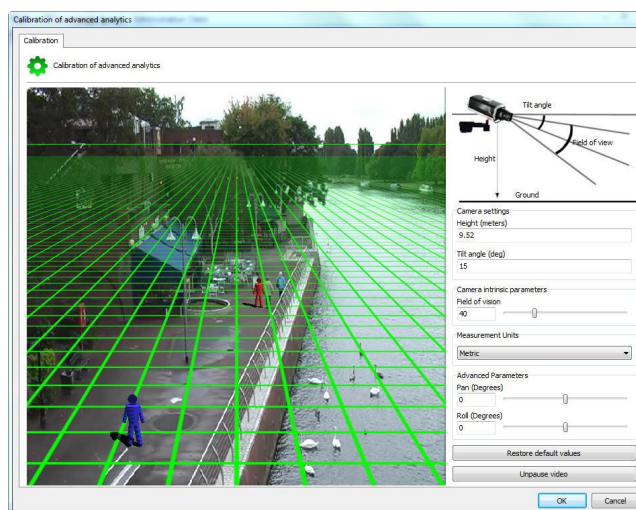 Calibration of advanced analytics
Calibration
Calibration of advanced analytics
Tilt angle
Field of view
Height
Ground
Camera settings
Height (meters)
9.52
Tilt angle (deg)
15
Camera intrinsic parameters
Field of vision
40
Measurement Units
Metric
Advanced Parameters
Pan (Degrees)
0
Roll (Degrees)
0
Restore default values
Unpause video
OK
Cancel